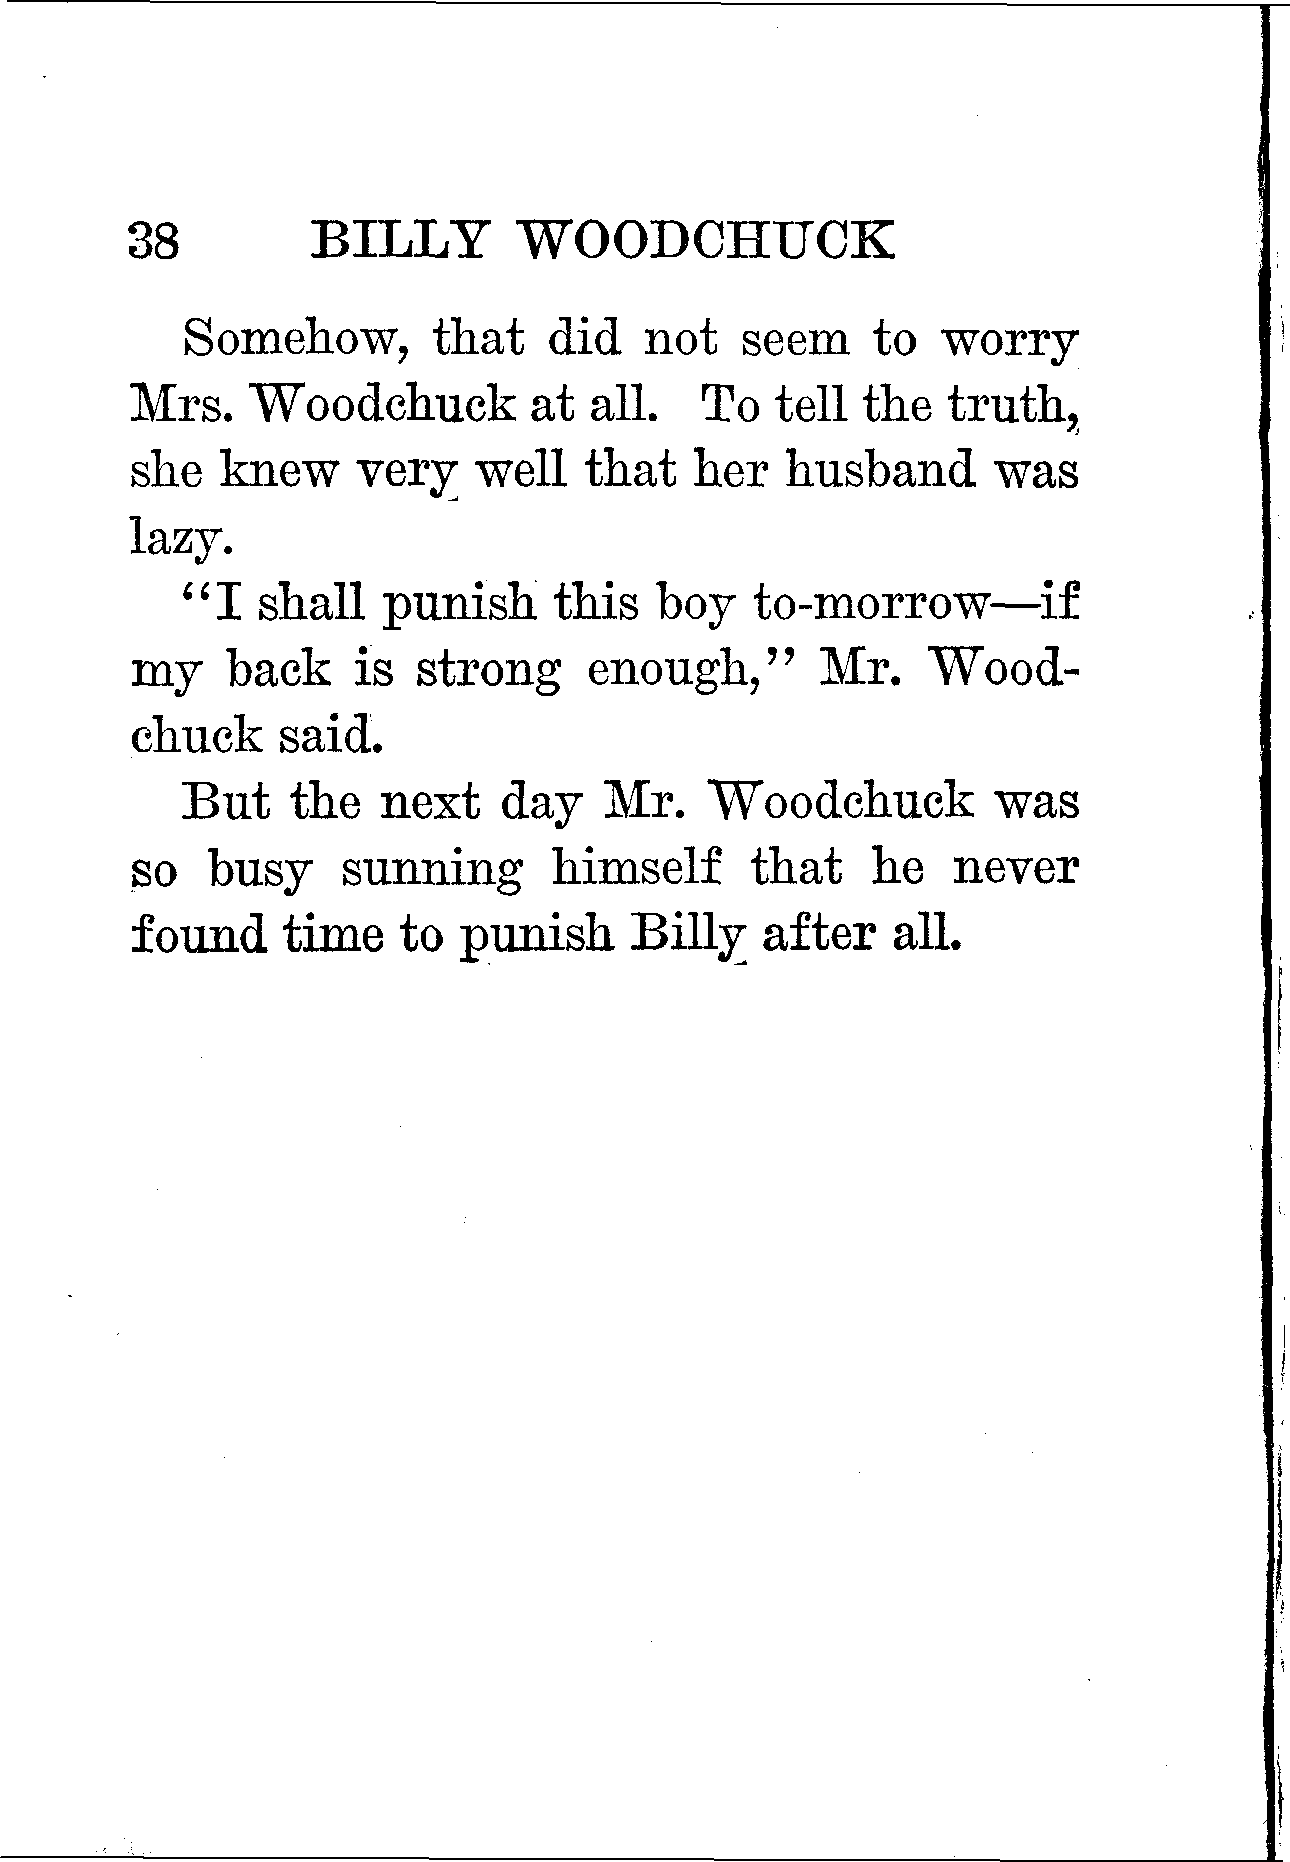 38 BILLY WOODCHUCK
Somehow, that did not seem to worry
Mrs. Woodchuck at all. To tell the truth,
she knew very well that her husband was
lazy.
"I shall punish this boy to-morrow—if
my back is strong enough," Mr. Wood-
chuck said.
But the next day Mr. Woodchuck was
so busy sunning himself that he never
found time to punish Billy after all.